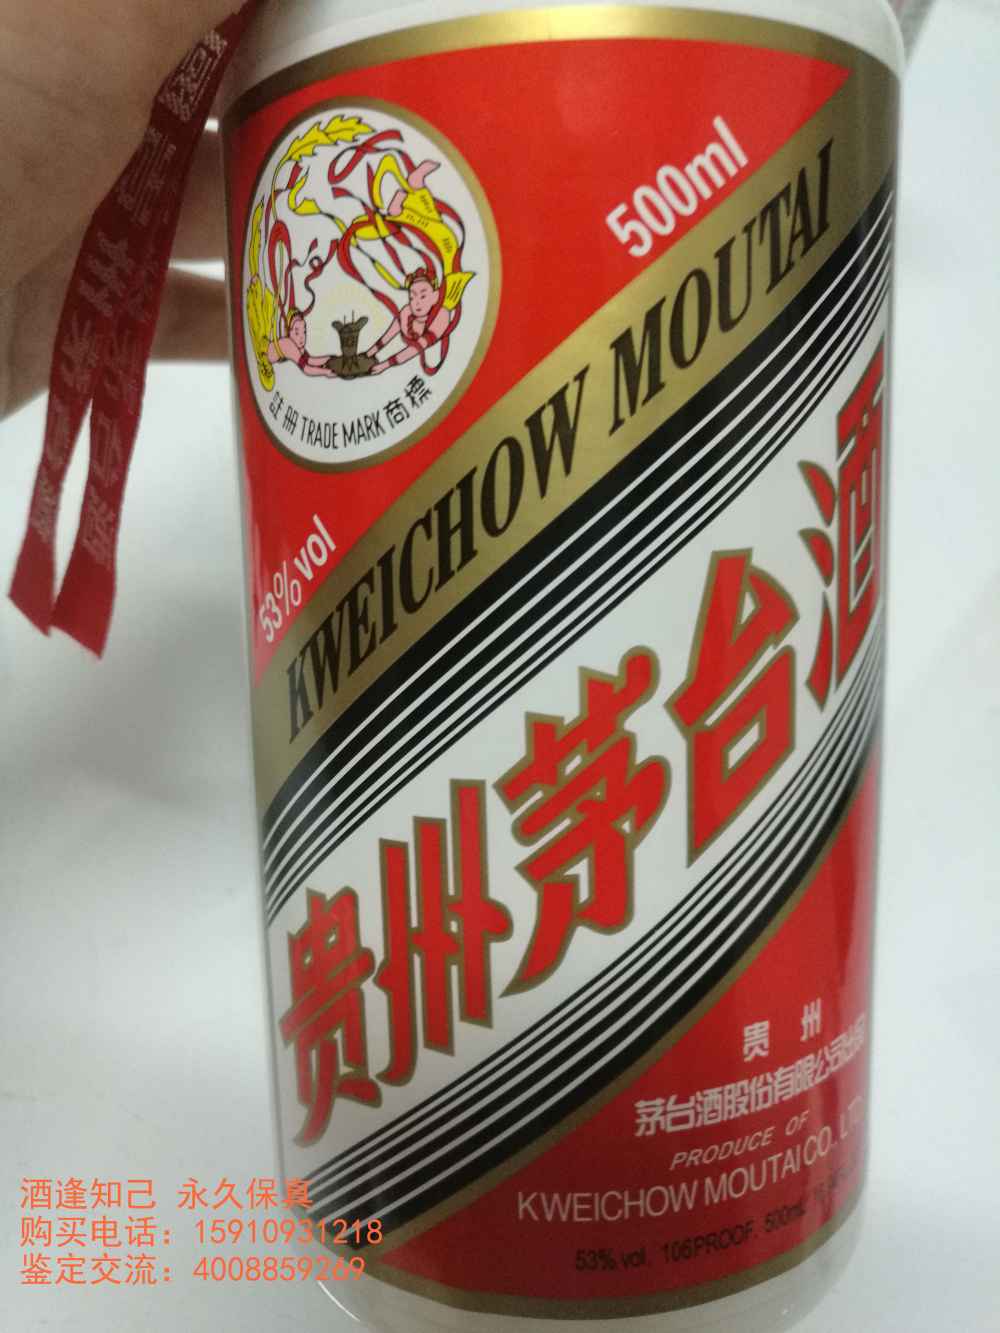 500ml
註册 TRADE MARK 商標
53%vol
KWEICHOW MOUTAI
贵州茅台酒
贵州
茅台酒股份有限公司出品
PRODUCE OF
KWEICHOW MOUTAI CO., LTD
53% vol. 106PROOF. 500mL
酒逢知己 永久保真
购买电话：15910931218
鉴定交流：4008859269